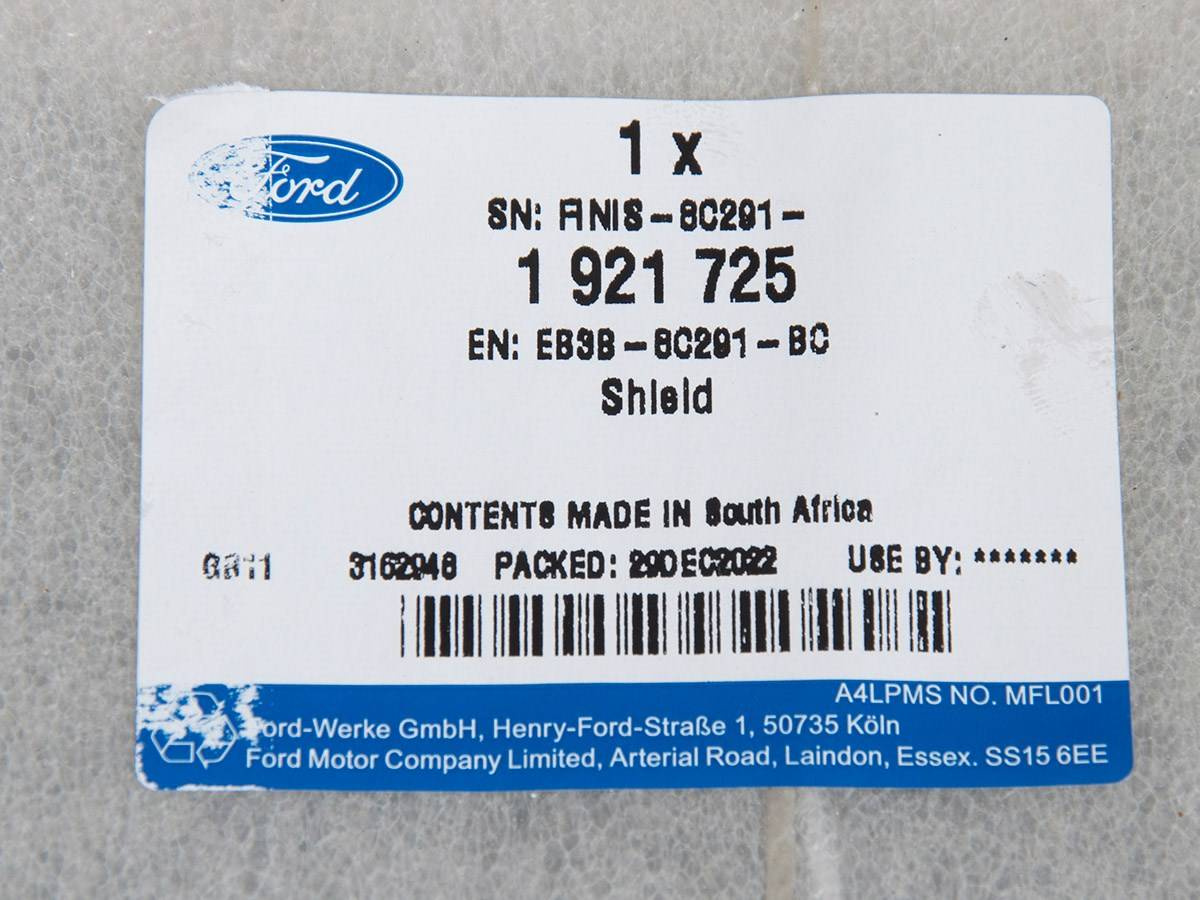 Ford
1 x
SN: FINIS-8C291-
1 921 725
EN: EB3B-8C291-BC
Shield
CONTENTS MADE IN South Africa
3162948 PACKED: 29DEC2022 USE BY: *******
A4LPMS NO. MFL001
Ford-Werke GmbH, Henry-Ford-Straße 1, 50735 Köln
Ford Motor Company Limited, Arterial Road, Laindon, Essex. SS15 6EE